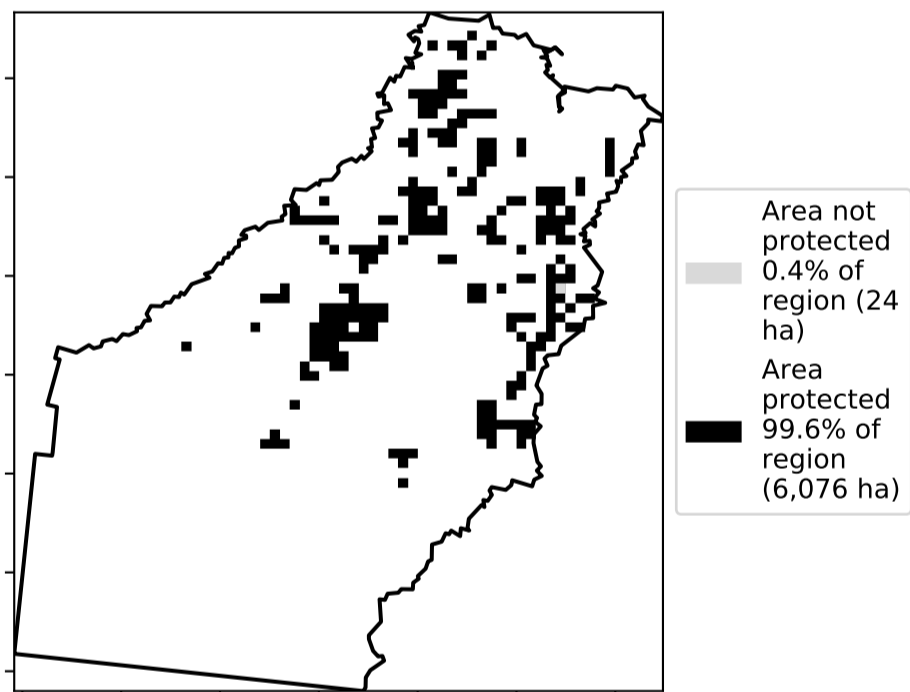 Area not
protected
0.4% of
region (24
ha)
Area
protected
99.6% of
region
(6,076 ha)